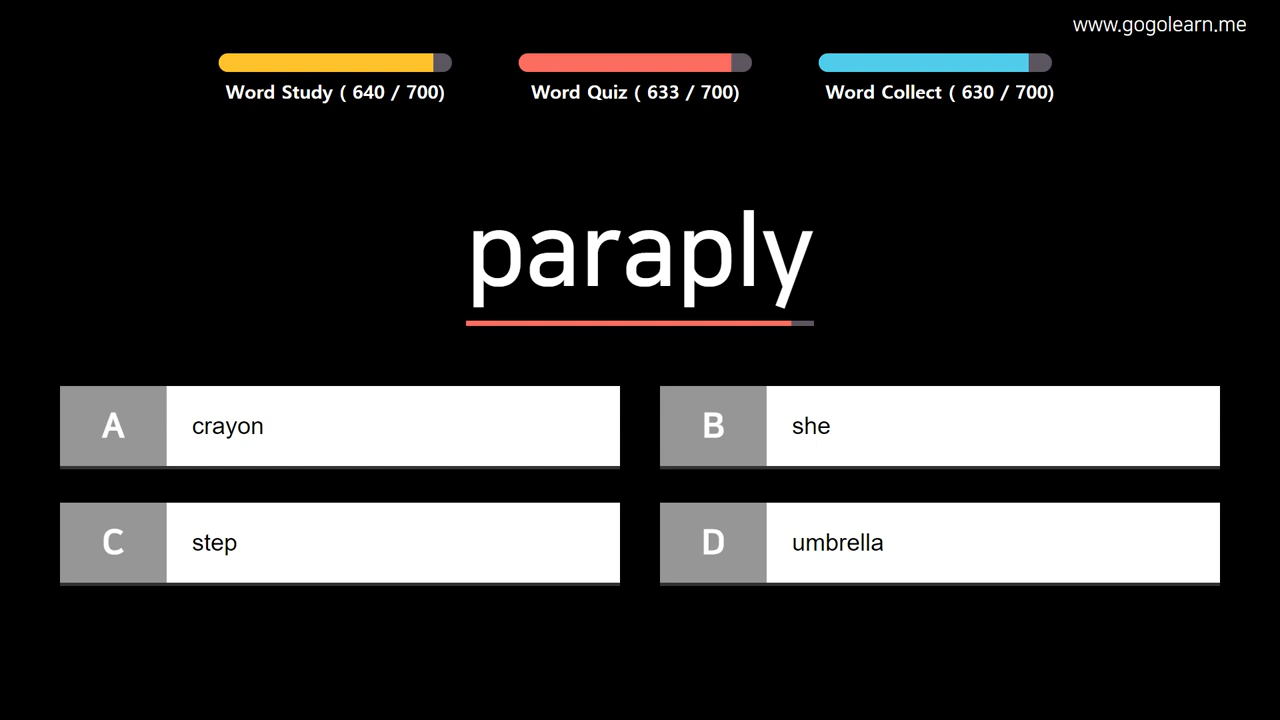 www.gogolearn.me
Word Study ( 640 / 700)
Word Quiz ( 633 / 700)
Word Collect ( 630 / 700)
paraply
A crayon
B she
C step
D umbrella